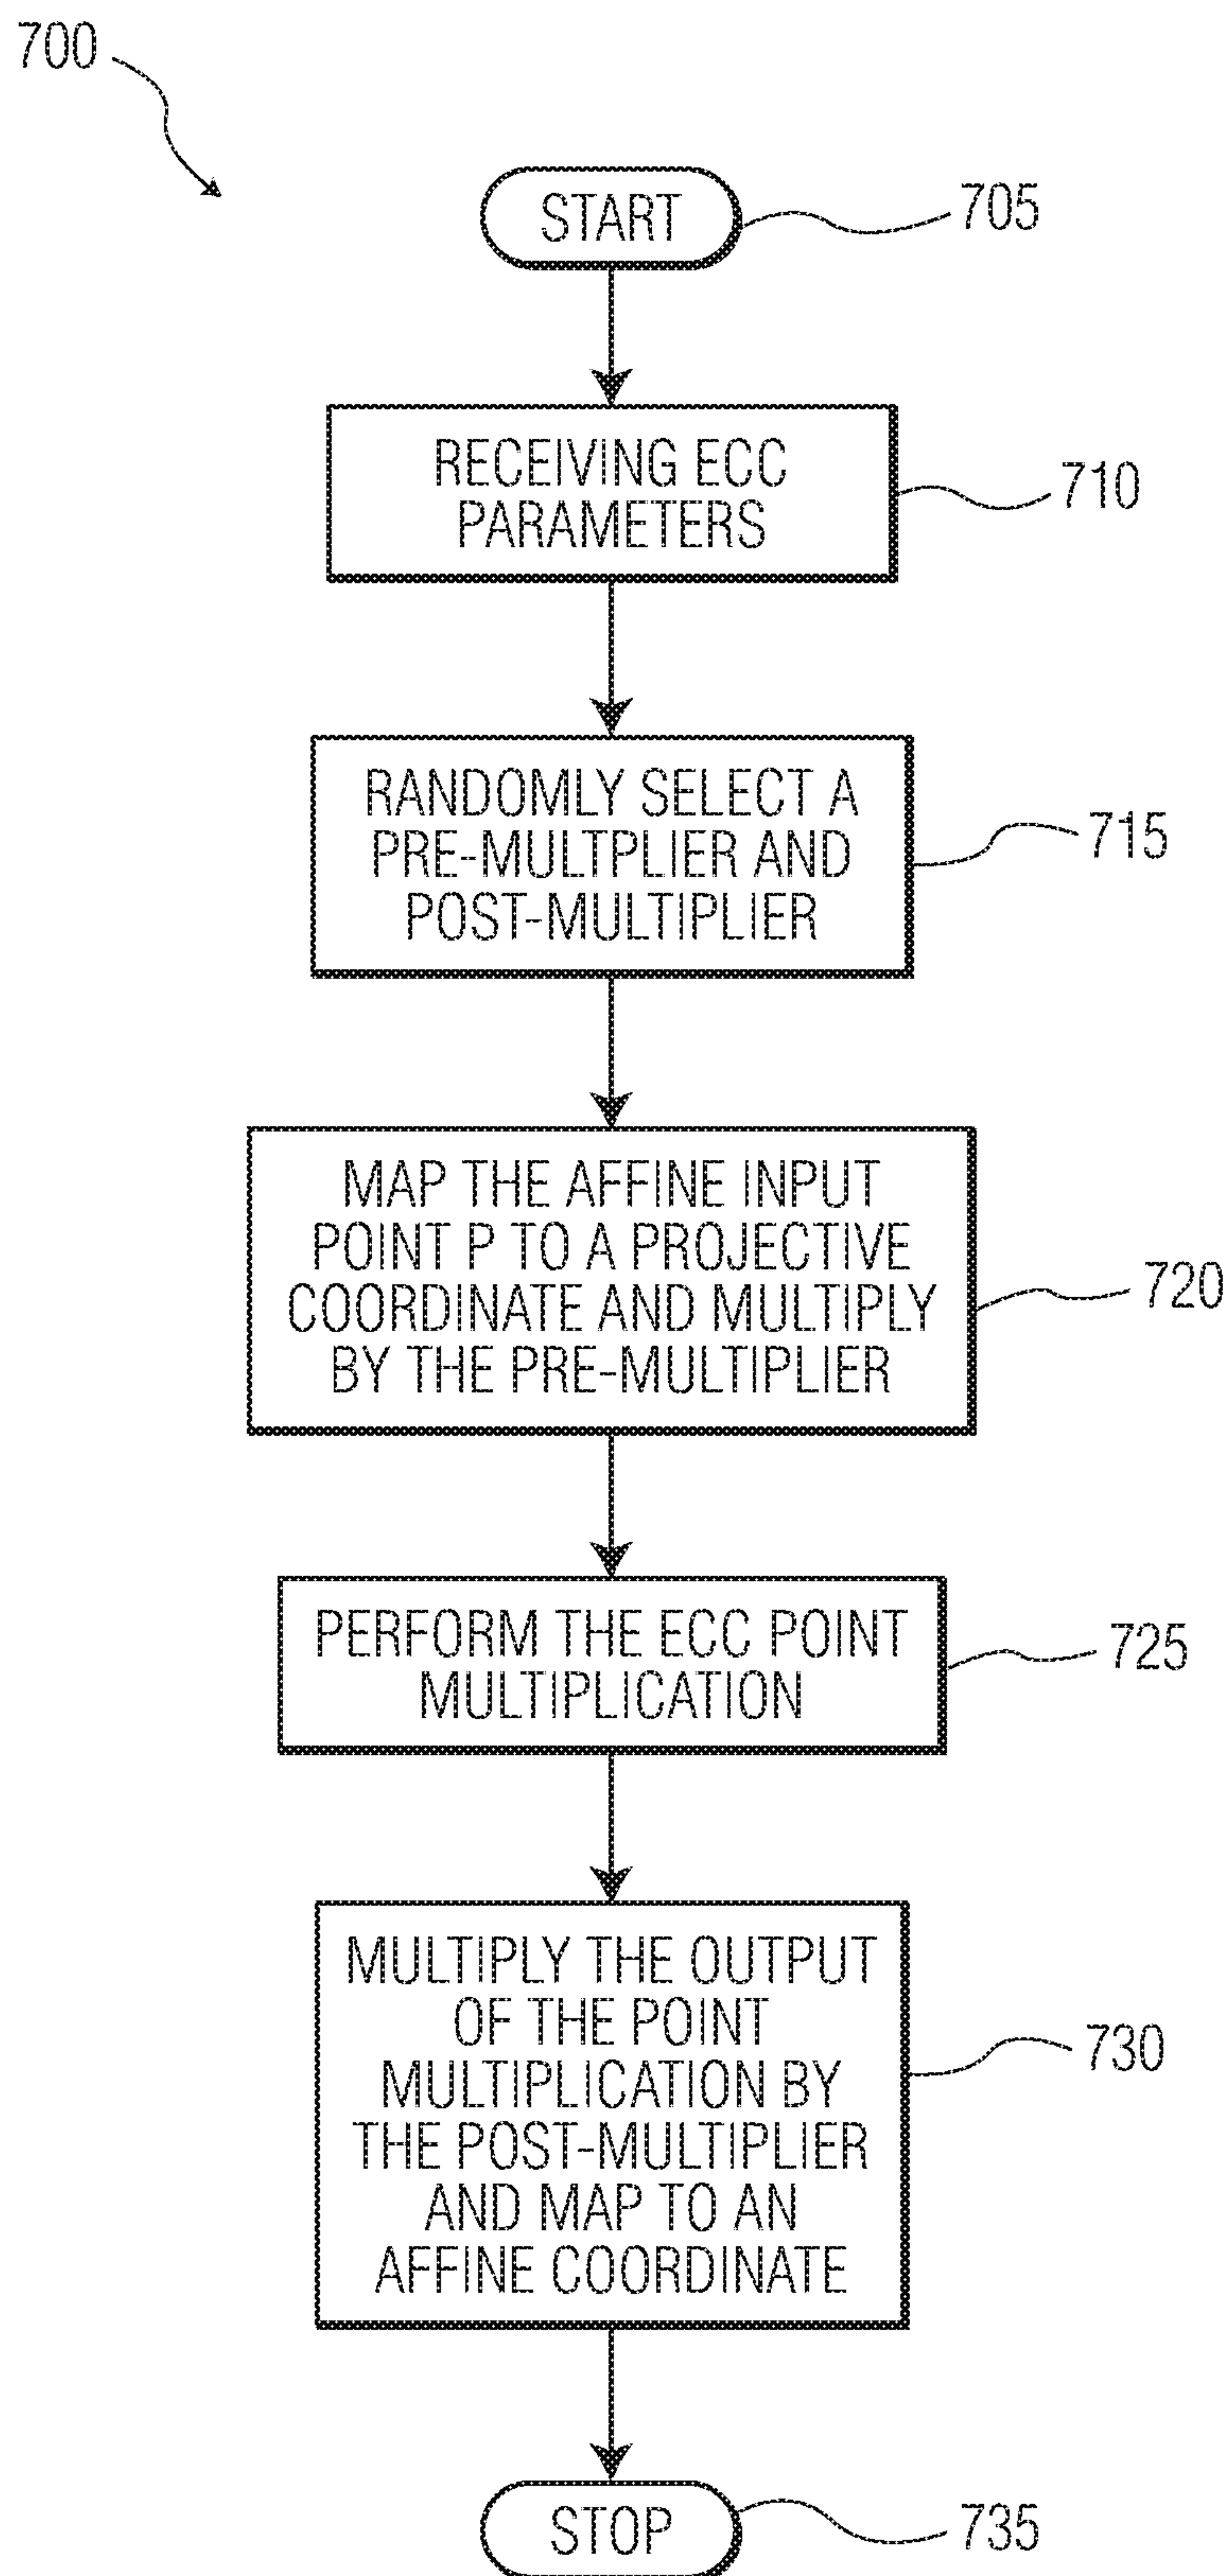 700
START
705
RECEIVING ECC
PARAMETERS
710
RANDOMLY SELECT A
PRE-MULTPLIER AND
POST-MULTIPLIER
715
MAP THE AFFINE INPUT
POINT P TO A PROJECTIVE
COORDINATE AND MULTIPLY
BY THE PRE-MULTIPLIER
720
PERFORM THE ECC POINT
MULTIPLICATION
725
MULTIPLY THE OUTPUT
OF THE POINT
MULTIPLICATION BY
THE POST-MULTIPLIER
AND MAP TO AN
AFFINE COORDINATE
730
STOP
735